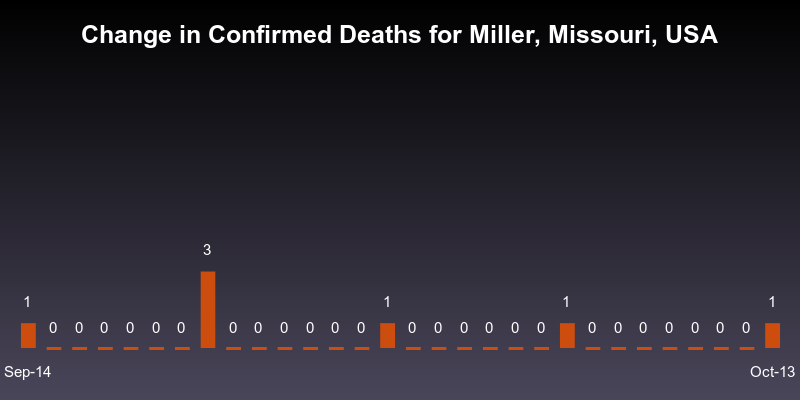 Change in Confirmed Deaths for Miller, Missouri, USA
3
1 0 0 0 0 0 0 0 0 0 0 0 0 1 0 0 0 0 0 0 1 0 0 0 0 0 0 0 1
Sep-14 Oct-13